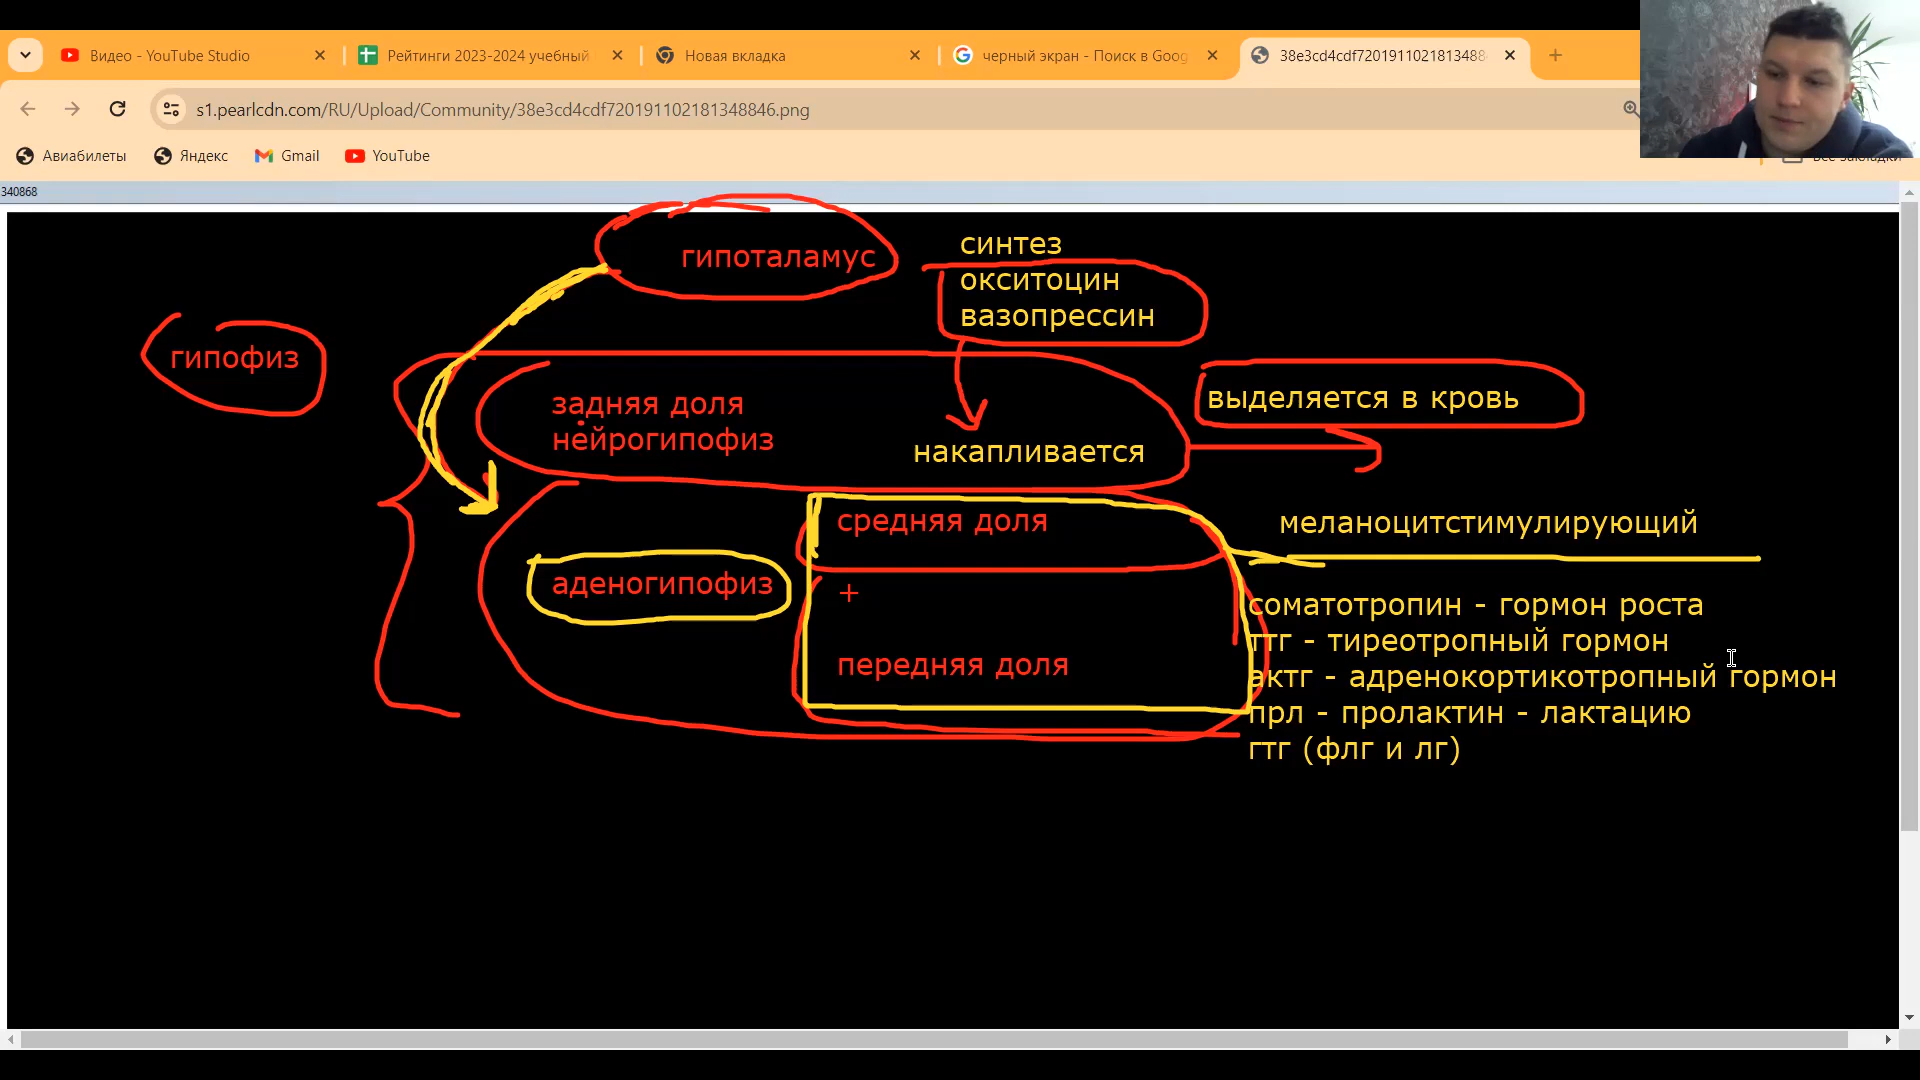 Видео - YouTube Studio
Рейтинги 2023-2024 учебный
Новая вкладка
черный экран - Поиск в Goog
38e3cd4cdf7201911021813488
s1.pearlcdn.com/RU/Upload/Community/38e3cd4cdf720191102181348846.png
Авиабилеты
Яндекс
Gmail
YouTube
Все закладки
340868
гипоталамус
синтез
окситоцин
вазопрессин
гипофиз
задняя доля
нейрогипофиз
накапливается
выделяется в кровь
средняя доля
меланоцитстимулирующий
аденогипофиз
+
передняя доля
соматотропин - гормон роста
ттг - тиреотропный гормон
актг - адренокортикотропный гормон
прл - пролактин - лактацию
гтг (флг и лг)